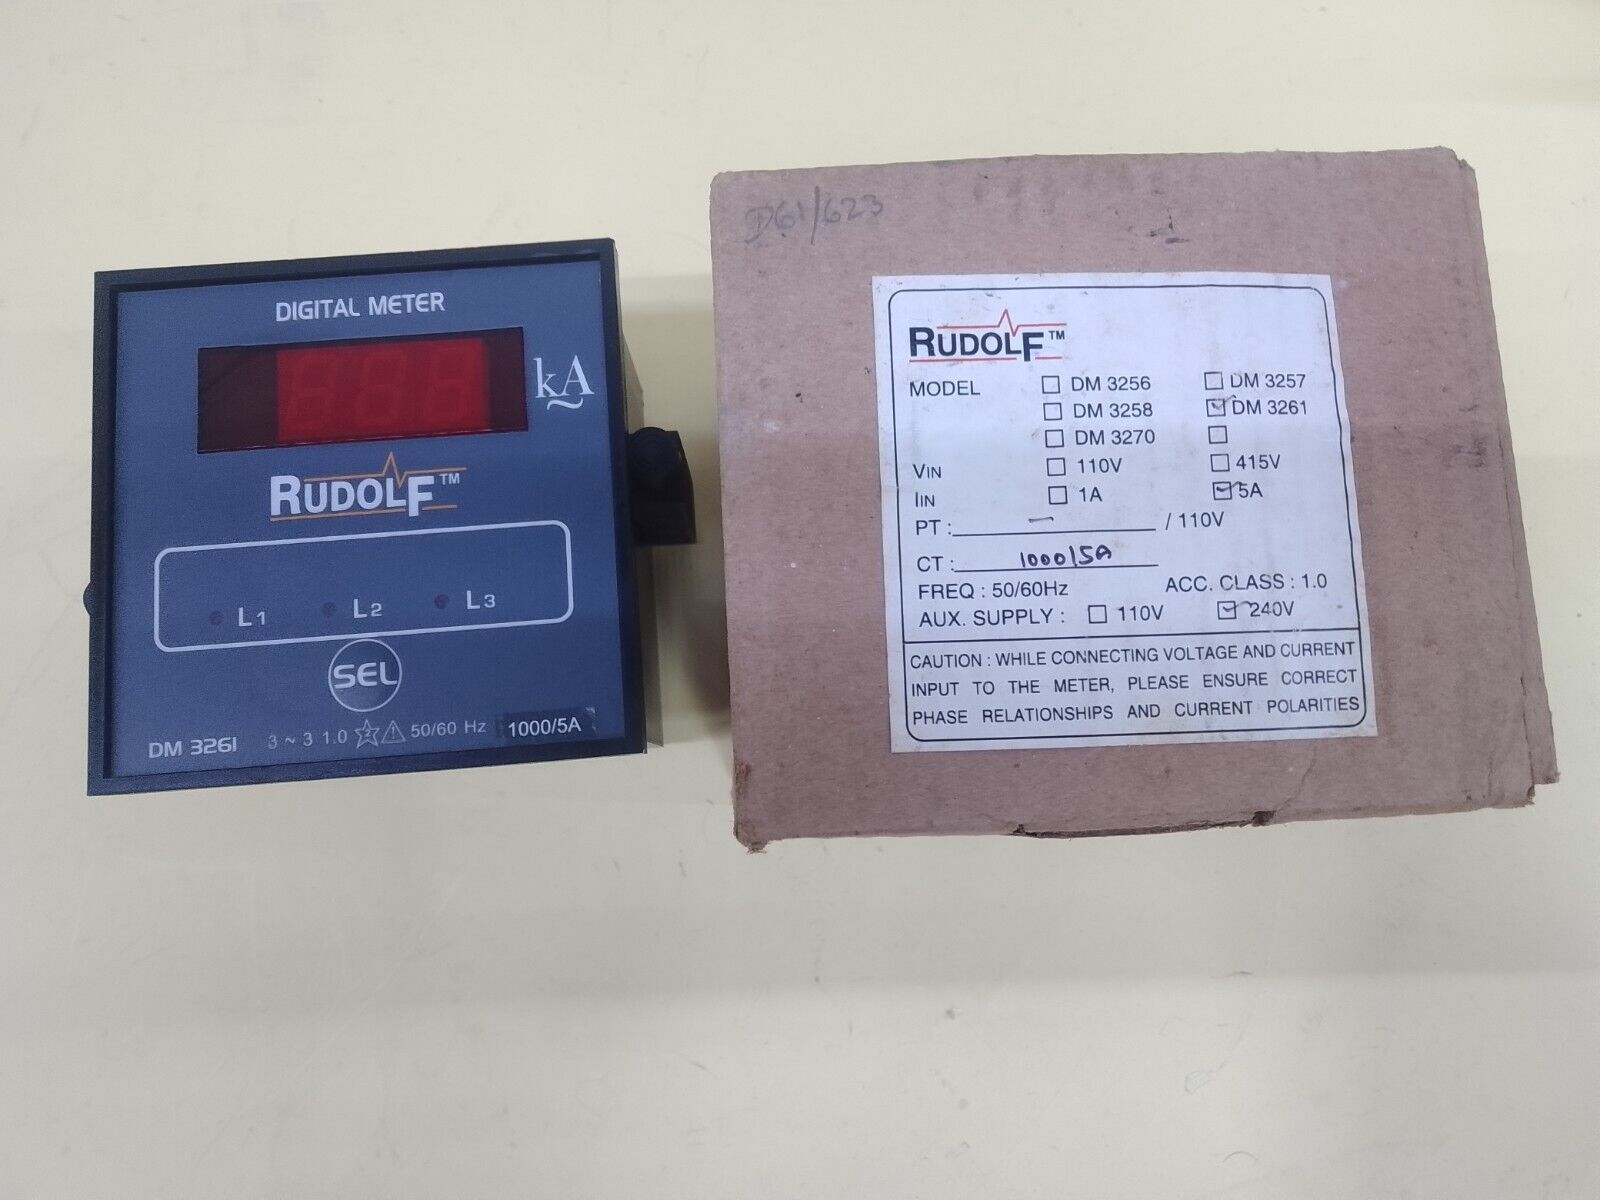 DIGITAL METER
kA
RUDOLF™
L1 L2 L3
SEL
DM 3261 3 ~ 3 1.0 2 50/60 Hz 1000/5A
D61/623
RUDOLF™
MODEL DM 3256 DM 3257
DM 3258 DM 3261
DM 3270
VIN 110V 415V
IIN 1A 5A
PT : – / 110V
CT : 1000/5A
FREQ : 50/60Hz ACC. CLASS : 1.0
AUX. SUPPLY : 110V 240V
CAUTION : WHILE CONNECTING VOLTAGE AND CURRENT
INPUT TO THE METER, PLEASE ENSURE CORRECT
PHASE RELATIONSHIPS AND CURRENT POLARITIES